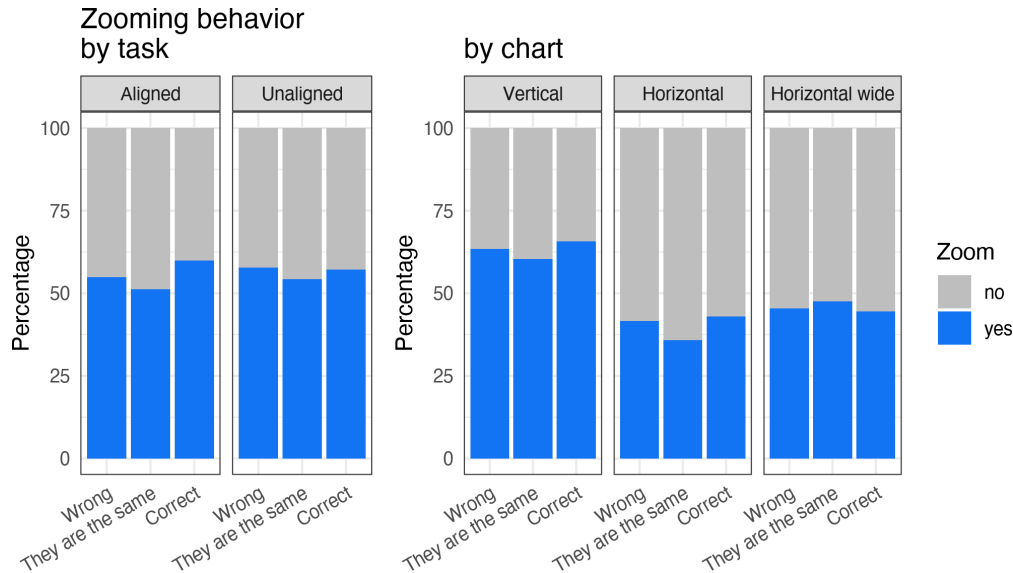 Zooming behavior
by task
by chart
Aligned
Unaligned
Vertical
Horizontal
Horizontal wide
Percentage
100
75
50
25
0
Percentage
100
75
50
25
0
Wrong
They are the same
Correct
Wrong
They are the same
Correct
Wrong
They are the same
Correct
Wrong
They are the same
Correct
Wrong
They are the same
Correct
Zoom
no
yes